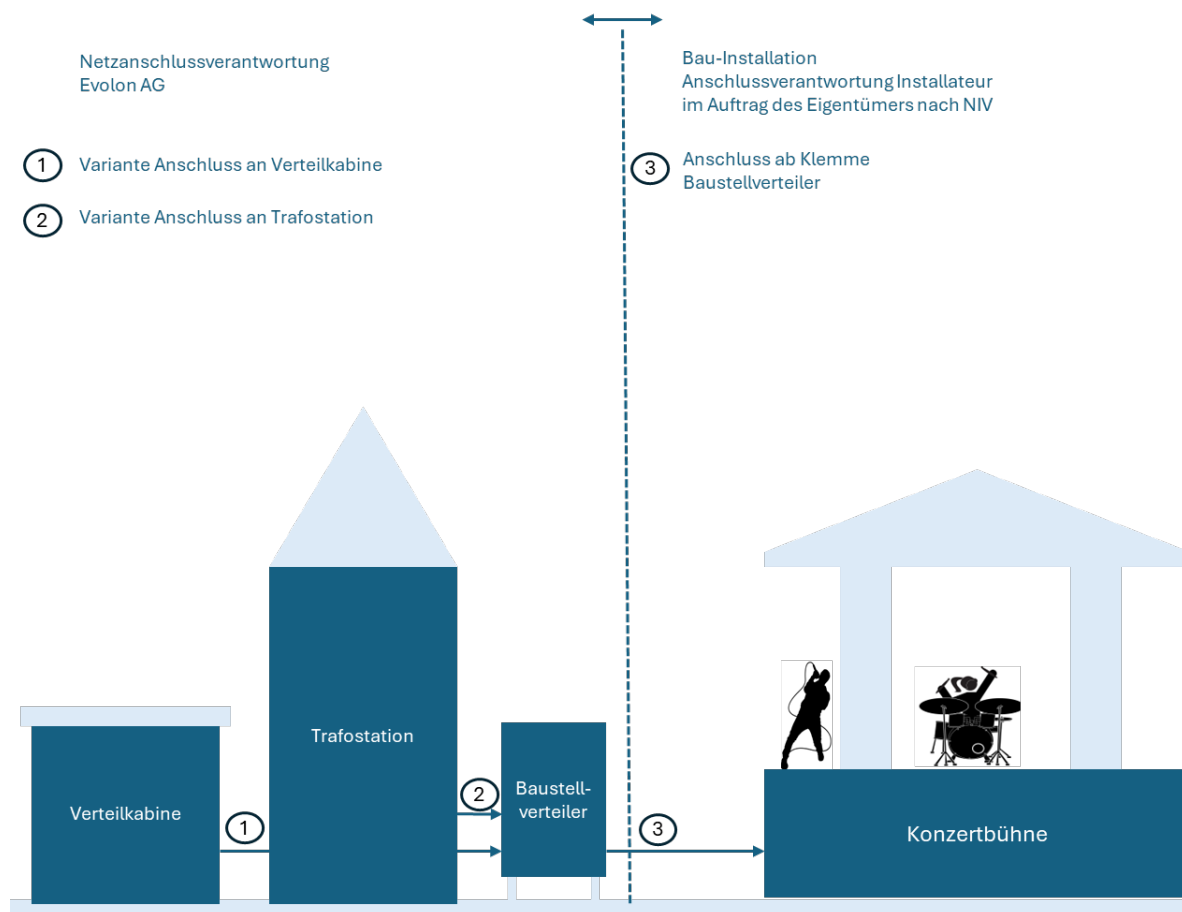 Netzanschlussverantwortung
Evolon AG
1 Variante Anschluss an Verteilkabine
2 Variante Anschluss an Trafostation
Bau-Installation
Anschlussverantwortung Installateur
im Auftrag des Eigentümers nach NIV
3 Anschluss ab Klemme
Baustellverteiler
Verteilkabine
1
Trafostation
2
Baustell-
verteiler
3
Konzertbühne